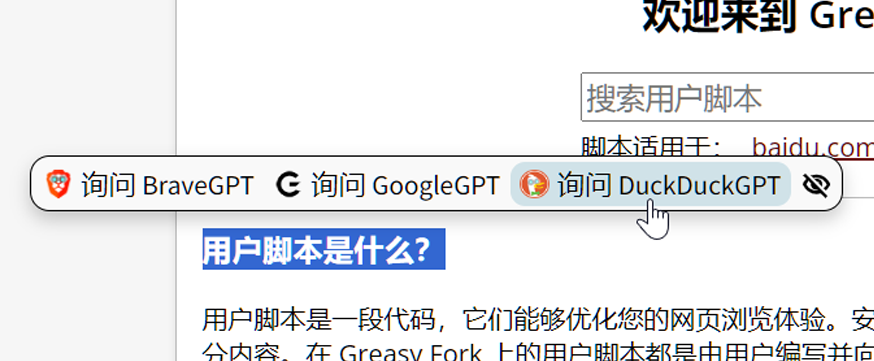 欢迎来到 Gre
搜索用户脚本
脚本适用于： baidu.com
询问 BraveGPT 询问 GoogleGPT 询问 DuckDuckGPT
用户脚本是什么？
用户脚本是一段代码，它们能够优化您的网页浏览体验。安
分内容。在 Greasy Fork 上的用户脚本都是由用户编写并向